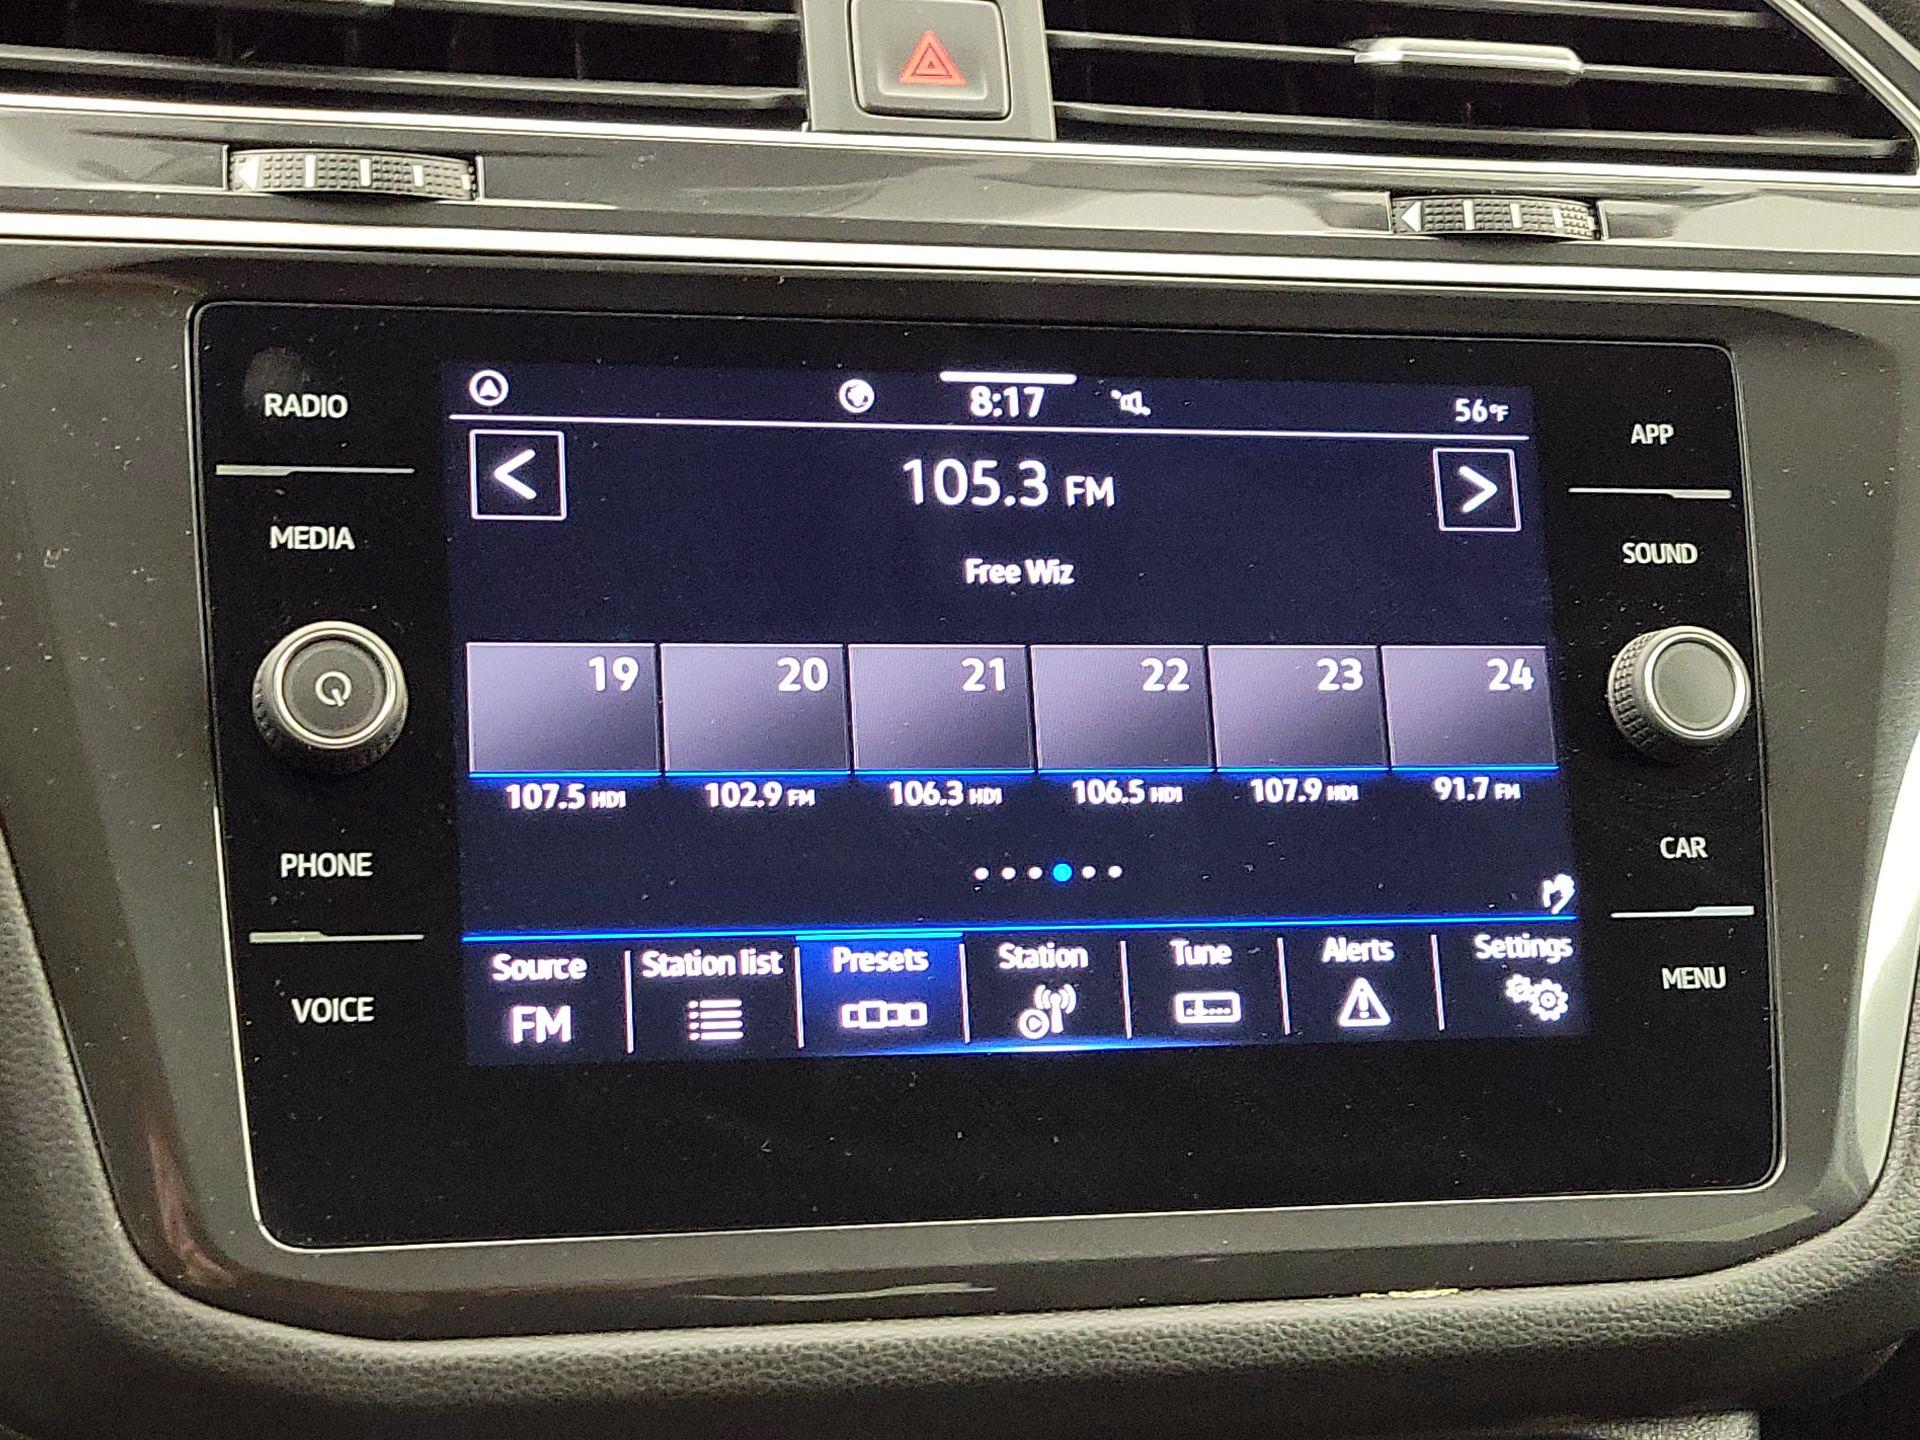 RADIO
MEDIA
PHONE
VOICE
8:17
56°F
105.3 FM
Free Wiz
19 20 21 22 23 24
107.5 HD1 102.9 FM 106.3 HD1 106.5 HD1 107.9 HD1 91.7 FM
Source Station list Presets Station Tune Alerts Settings
FM
APP
SOUND
CAR
MENU